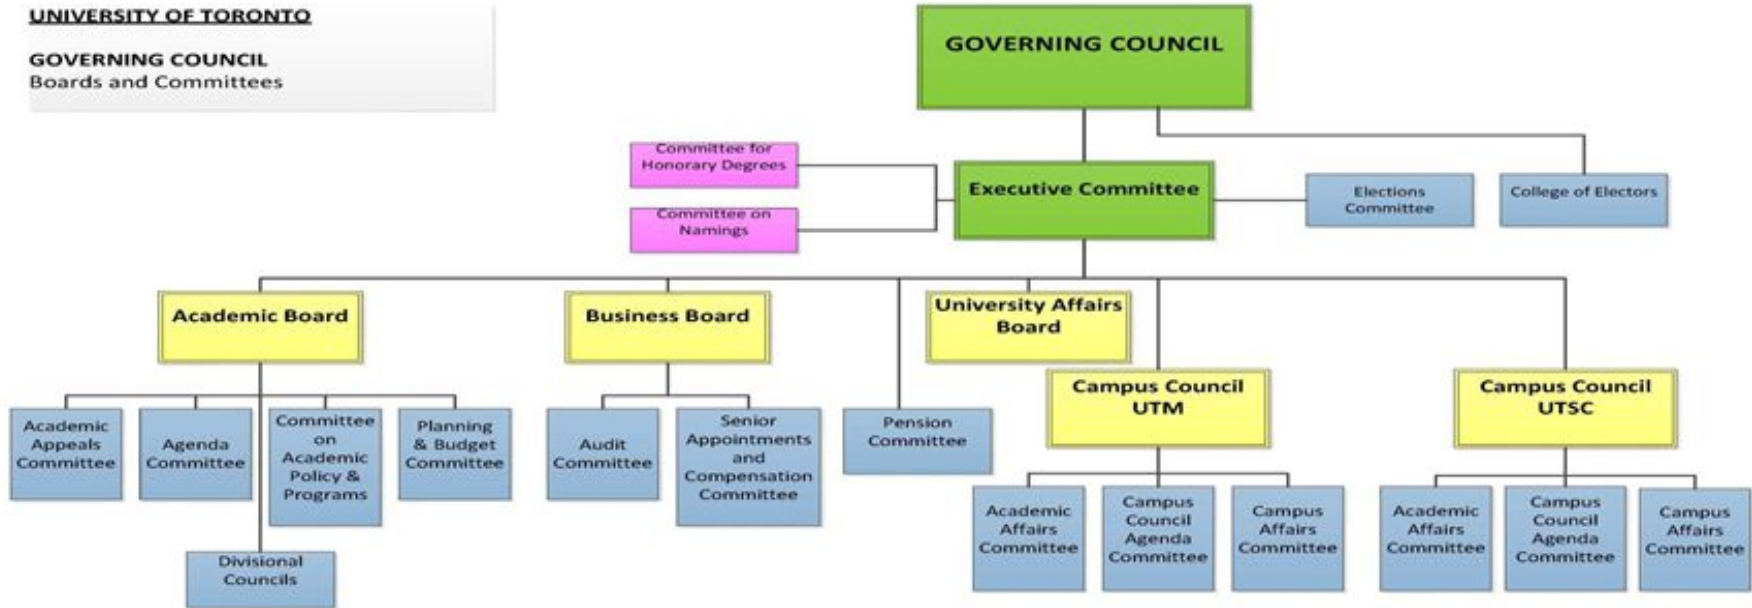 UNIVERSITY OF TORONTO
GOVERNING COUNCIL
Boards and Committees
GOVERNING COUNCIL
Committee for
Honorary Degrees
Executive Committee
Elections
Committee
College of Electors
Committee on
Namings
Academic Board
Business Board
University Affairs
Board
Campus Council
UTM
Campus Council
UTSC
Academic
Appeals
Committee
Agenda
Committee
Committee
on
Academic
Policy &
Programs
Planning
& Budget
Committee
Audit
Committee
Senior
Appointments
and
Compensation
Committee
Pension
Committee
Academic
Affairs
Committee
Campus
Council
Agenda
Committee
Campus
Affairs
Committee
Academic
Affairs
Committee
Campus
Council
Agenda
Committee
Campus
Affairs
Committee
Divisional
Councils